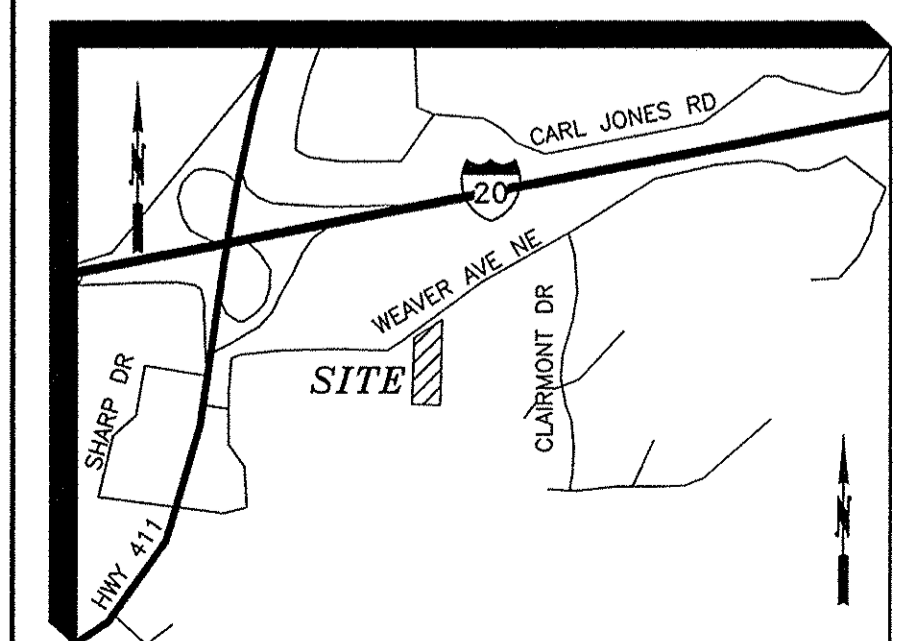 N
CARL JONES RD
20
WEAVER AVE NE
CLAIRMONT DR
SITE
SHARP DR
HWY 411
N